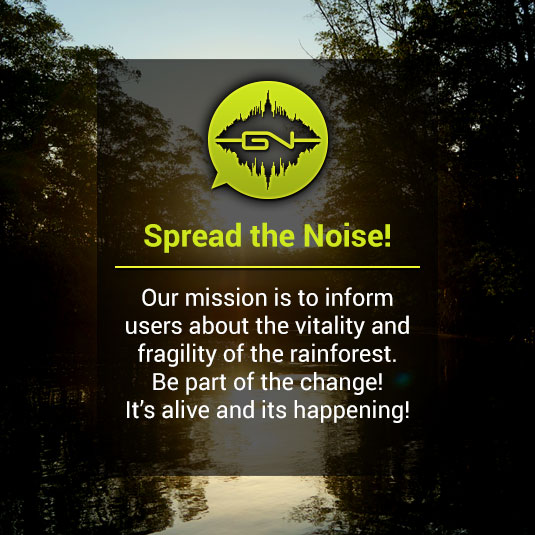 GN
Spread the Noise!
Our mission is to inform
users about the vitality and
fragility of the rainforest.
Be part of the change!
It's alive and its happening!